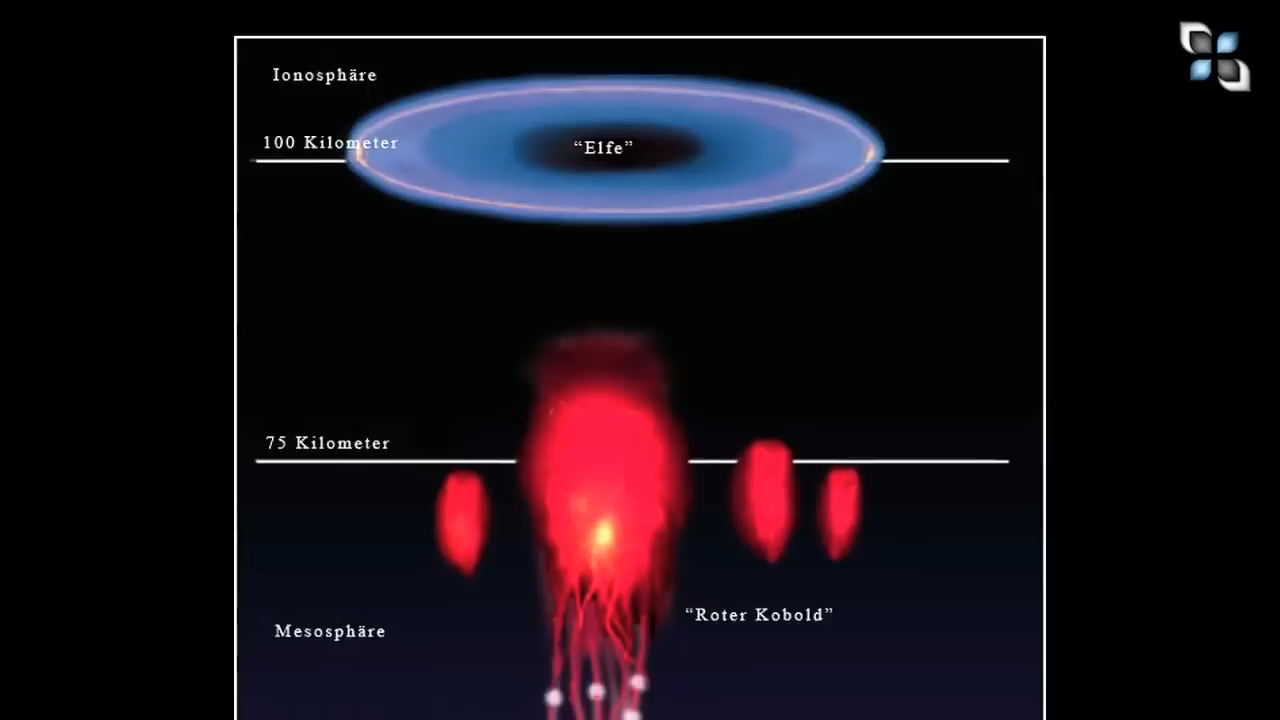 Ionosphäre
100 Kilometer
“Elfe”
75 Kilometer
“Roter Kobold”
Mesosphäre